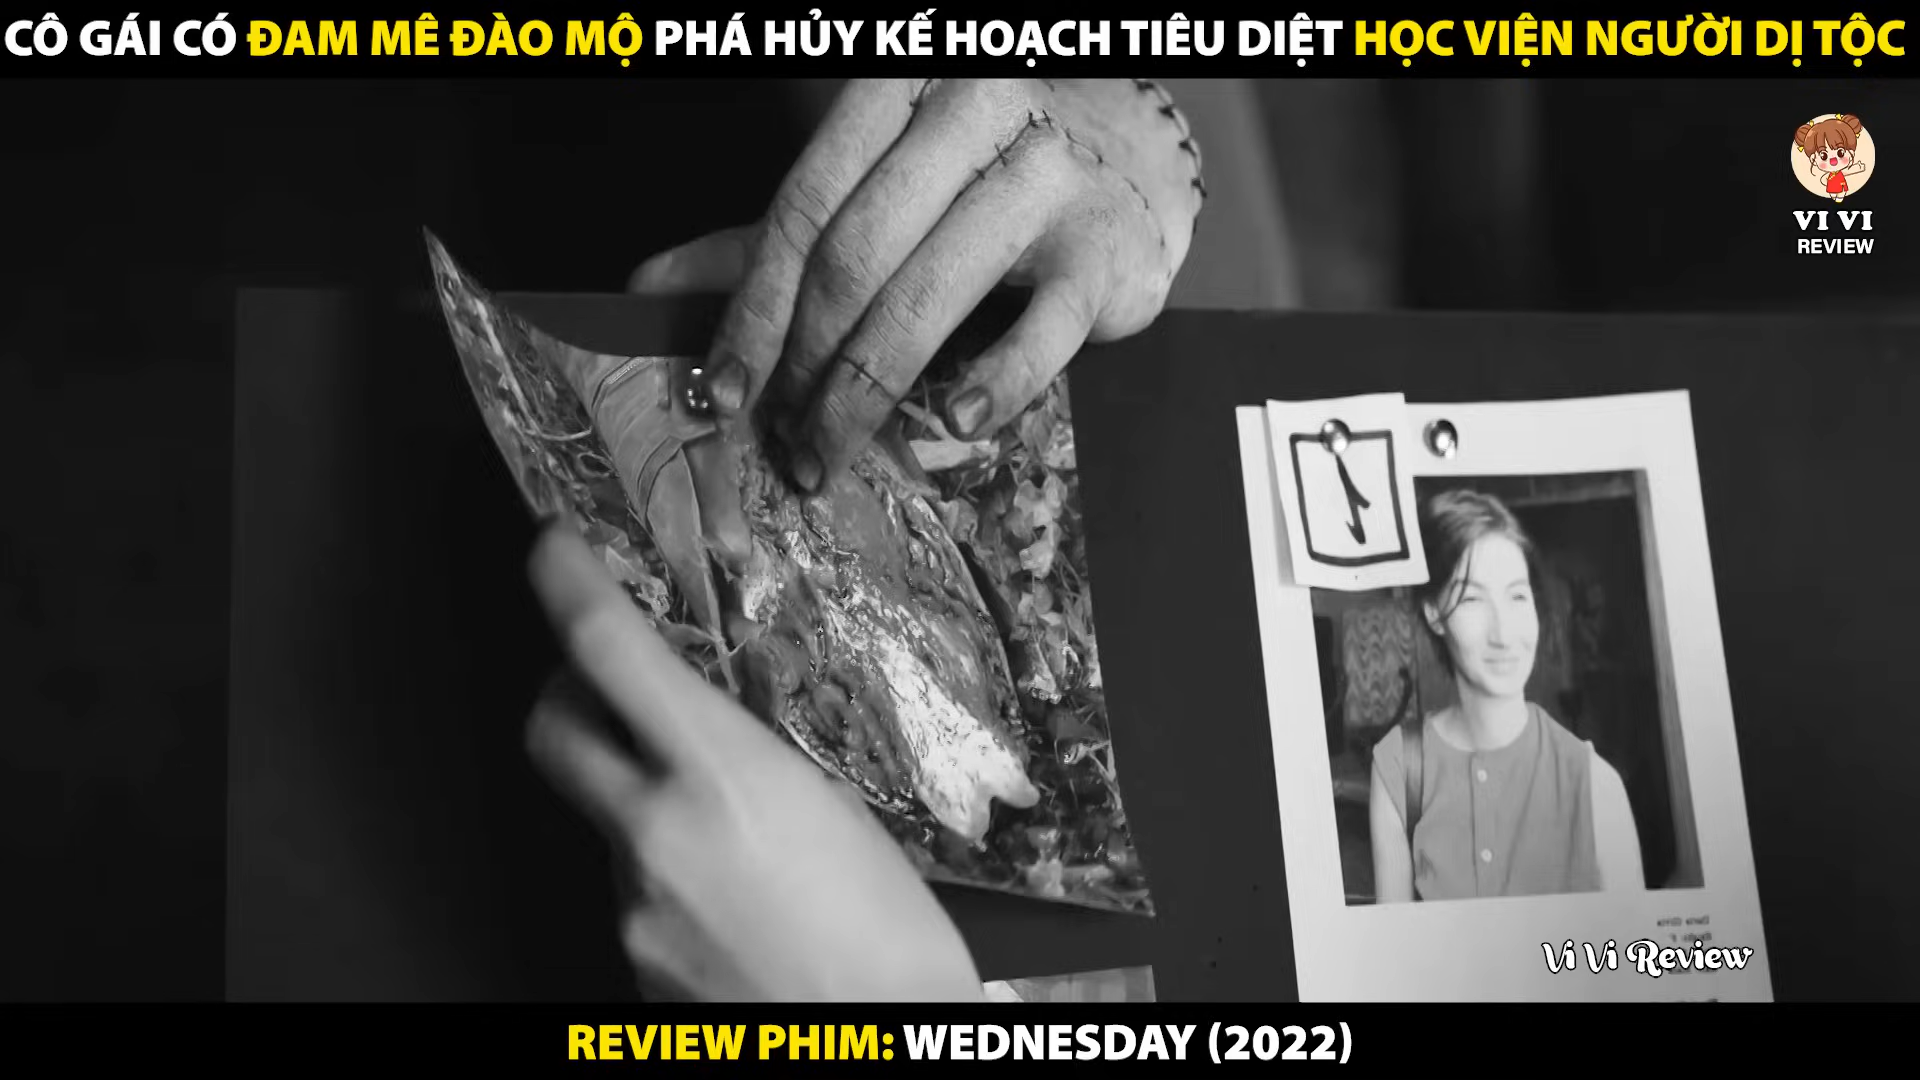 CÔ GÁI CÓ ĐAM MÊ ĐÀO MỘ PHÁ HỦY KẾ HOẠCH TIÊU DIỆT HỌC VIỆN NGƯỜI DỊ TỘC
VI VI
REVIEW
Vi Vi Review
REVIEW PHIM: WEDNESDAY (2022)